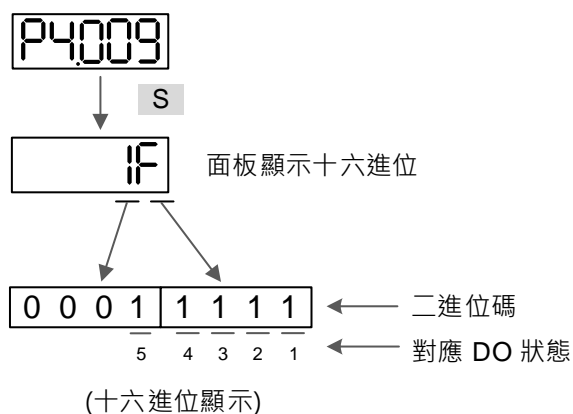 P4.009
S
1F
面板顯示十六進位
0 0 0 1 1 1 1 1
二進位碼
5 4 3 2 1
對應 DO 狀態
(十六進位顯示)